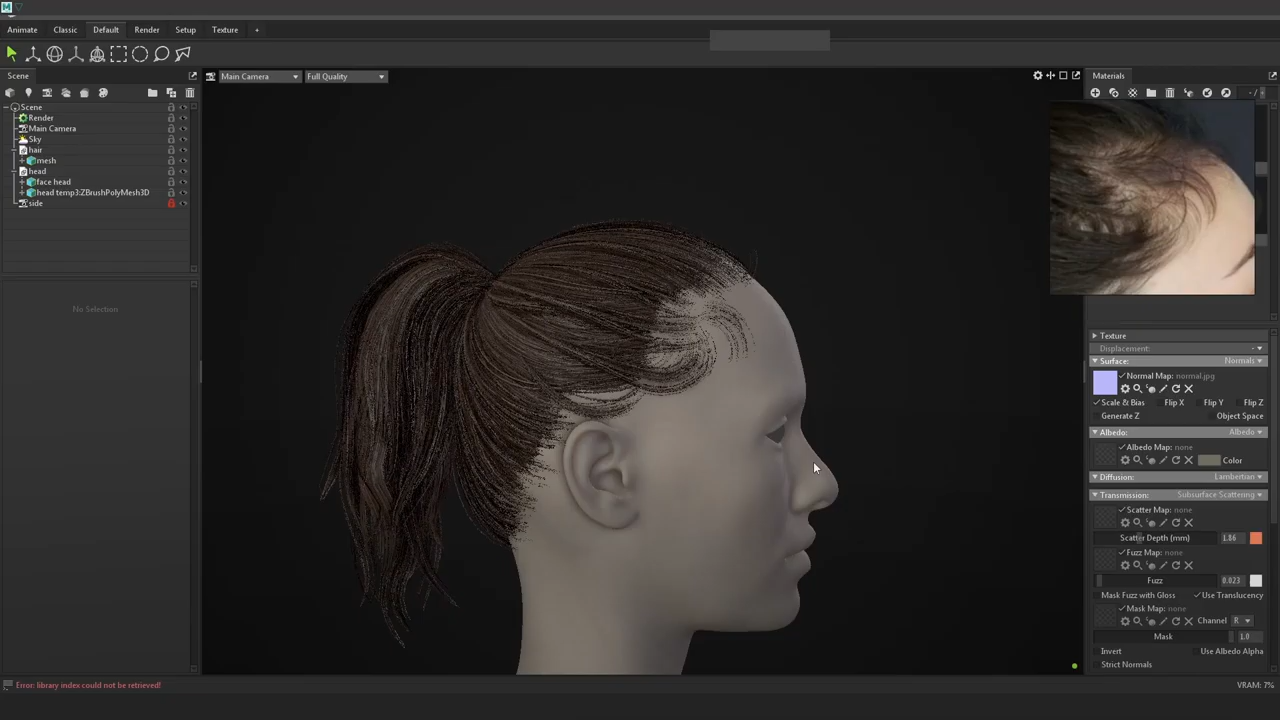 Animate Classic Default Render Setup Texture +
Scene
Main Camera Full Quality
Materials
Scene
Render
Main Camera
Sky
hair
mesh
head
face head
head temp3:ZBrushPolyMesh3D
side
No Selection
Texture
Displacement:
Surface: Normals
Normal Map: normal.jpg
Scale & Bias Flip X Flip Y Flip Z
Generate Z Object Space
Albedo: Albedo
Albedo Map: none
Color
Diffusion: Lambertian
Transmission: Subsurface Scattering
Scatter Map: none
Scatter Depth (mm) 1.86
Fuzz Map: none
Fuzz 0.023
Mask Fuzz with Gloss Use Translucency
Mask Map: none
Channel R
Mask 1.0
Invert Use Albedo Alpha
Strict Normals
Error: library index could not be retrieved!
VRAM: 7%